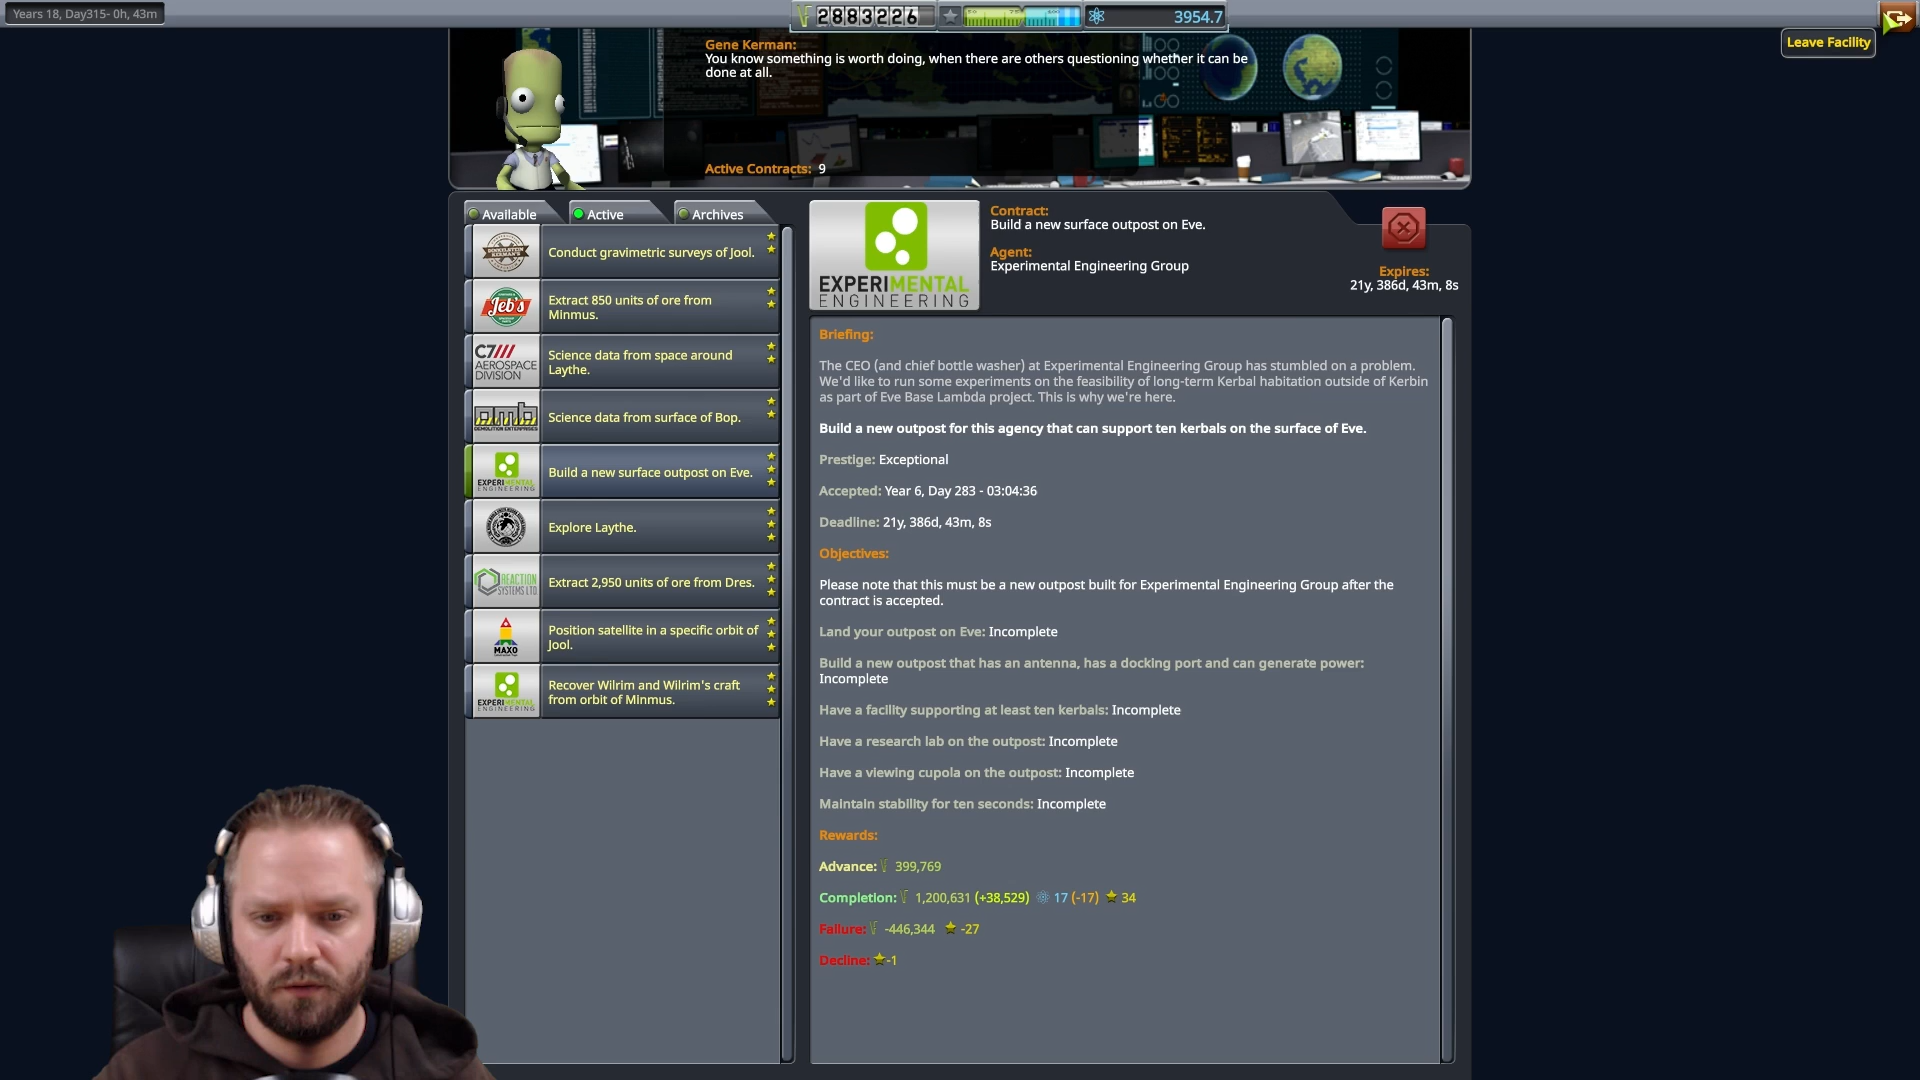 Years 18, Day315- 0h, 43m
2883226
3954.7
Leave Facility
Gene Kerman:
You know something is worth doing, when there are others questioning whether it can be
done at all.
Active Contracts: 9
Available
Active
Archives
Conduct gravimetric surveys of Jool.
Jeb's
Extract 850 units of ore from
Minmus.
C7///
AEROSPACE
DIVISION
Science data from space around
Laythe.
Science data from surface of Bop.
EXPERIMENTAL
ENGINEERING
Build a new surface outpost on Eve.
Explore Laythe.
REACTION
SYSTEMS LTD
Extract 2,950 units of ore from Dres.
MAXO
Position satellite in a specific orbit of
Jool.
EXPERIMENTAL
ENGINEERING
Recover Wilrim and Wilrim's craft
from orbit of Minmus.
EXPERIMENTAL
ENGINEERING
Contract:
Build a new surface outpost on Eve.
Agent:
Experimental Engineering Group
Expires:
21y, 386d, 43m, 8s
Briefing:
The CEO (and chief bottle washer) at Experimental Engineering Group has stumbled on a problem.
We'd like to run some experiments on the feasibility of long-term Kerbal habitation outside of Kerbin
as part of Eve Base Lambda project. This is why we're here.
Build a new outpost for this agency that can support ten kerbals on the surface of Eve.
Prestige: Exceptional
Accepted: Year 6, Day 283 - 03:04:36
Deadline: 21y, 386d, 43m, 8s
Objectives:
Please note that this must be a new outpost built for Experimental Engineering Group after the
contract is accepted.
Land your outpost on Eve: Incomplete
Build a new outpost that has an antenna, has a docking port and can generate power:
Incomplete
Have a facility supporting at least ten kerbals: Incomplete
Have a research lab on the outpost: Incomplete
Have a viewing cupola on the outpost: Incomplete
Maintain stability for ten seconds: Incomplete
Rewards:
Advance: 399,769
Completion: 1,200,631 (+38,529) 17 (-17) 34
Failure: -446,344 -27
Decline: -1